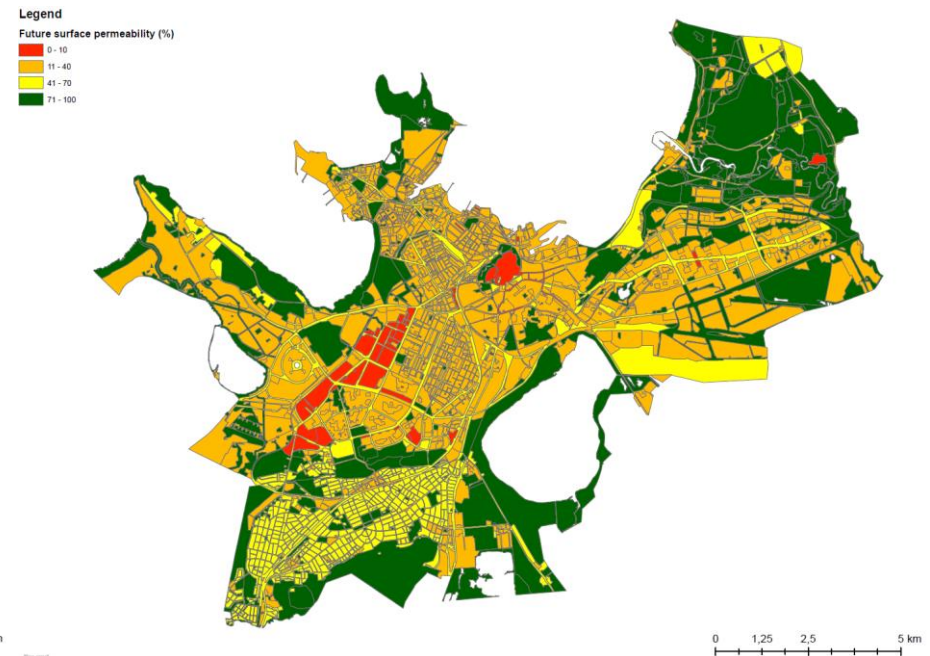 Legend
Future surface permeability (%)
0 - 10
11 - 40
41 - 70
71 - 100
0 1,25 2,5 5 km